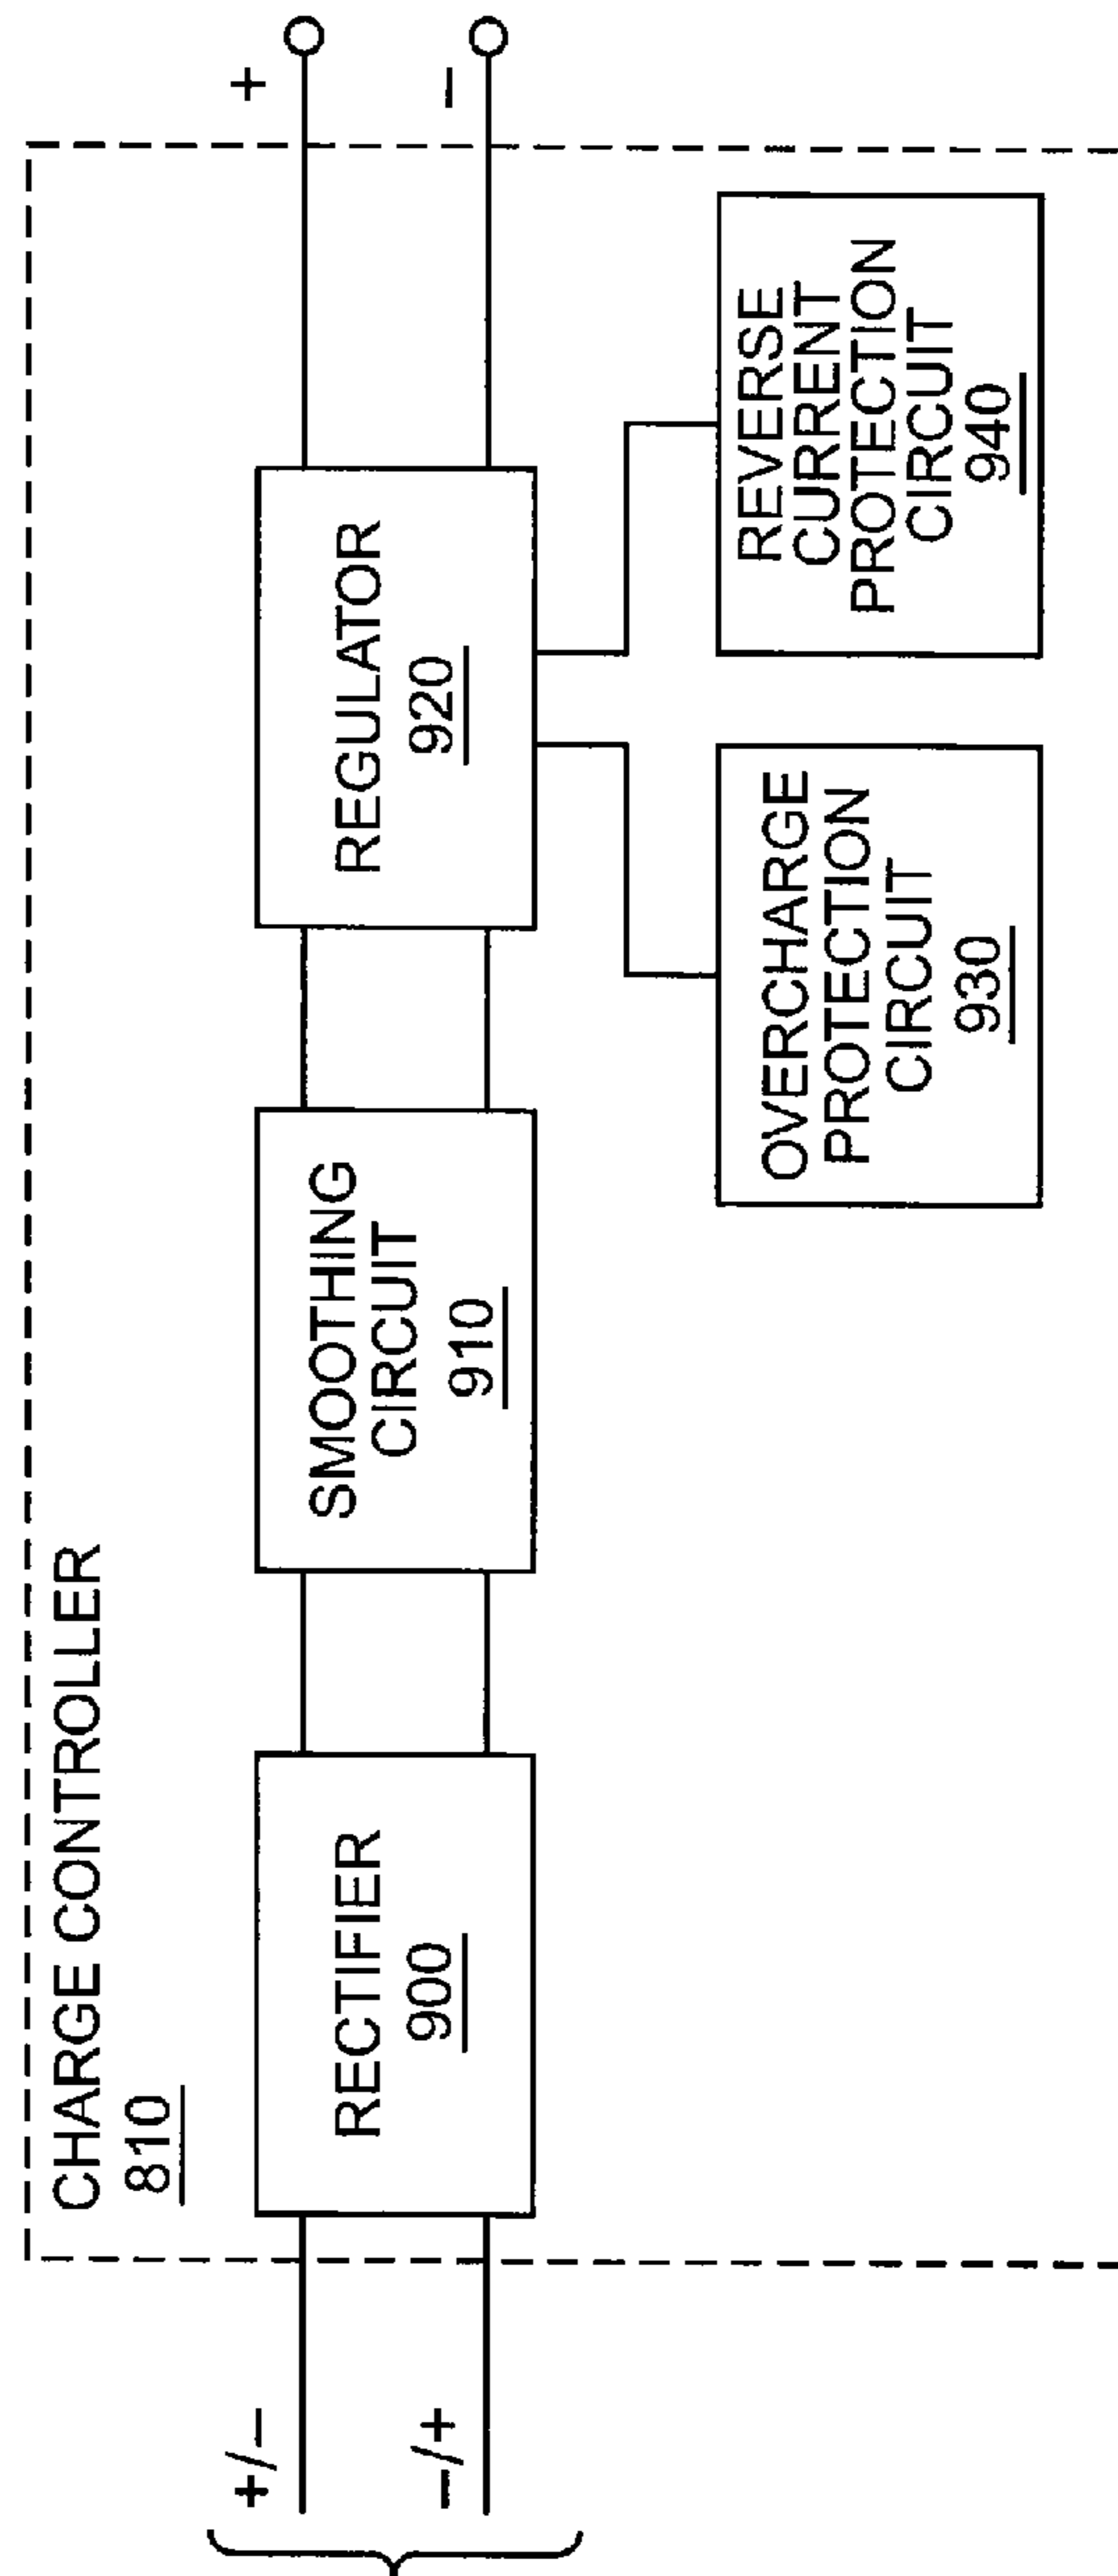 CHARGE CONTROLLER
810
+/–
–/+
RECTIFIER
900
SMOOTHING
CIRCUIT
910
REGULATOR
920
+
–
OVERCHARGE
PROTECTION
CIRCUIT
930
REVERSE
CURRENT
PROTECTION
CIRCUIT
940